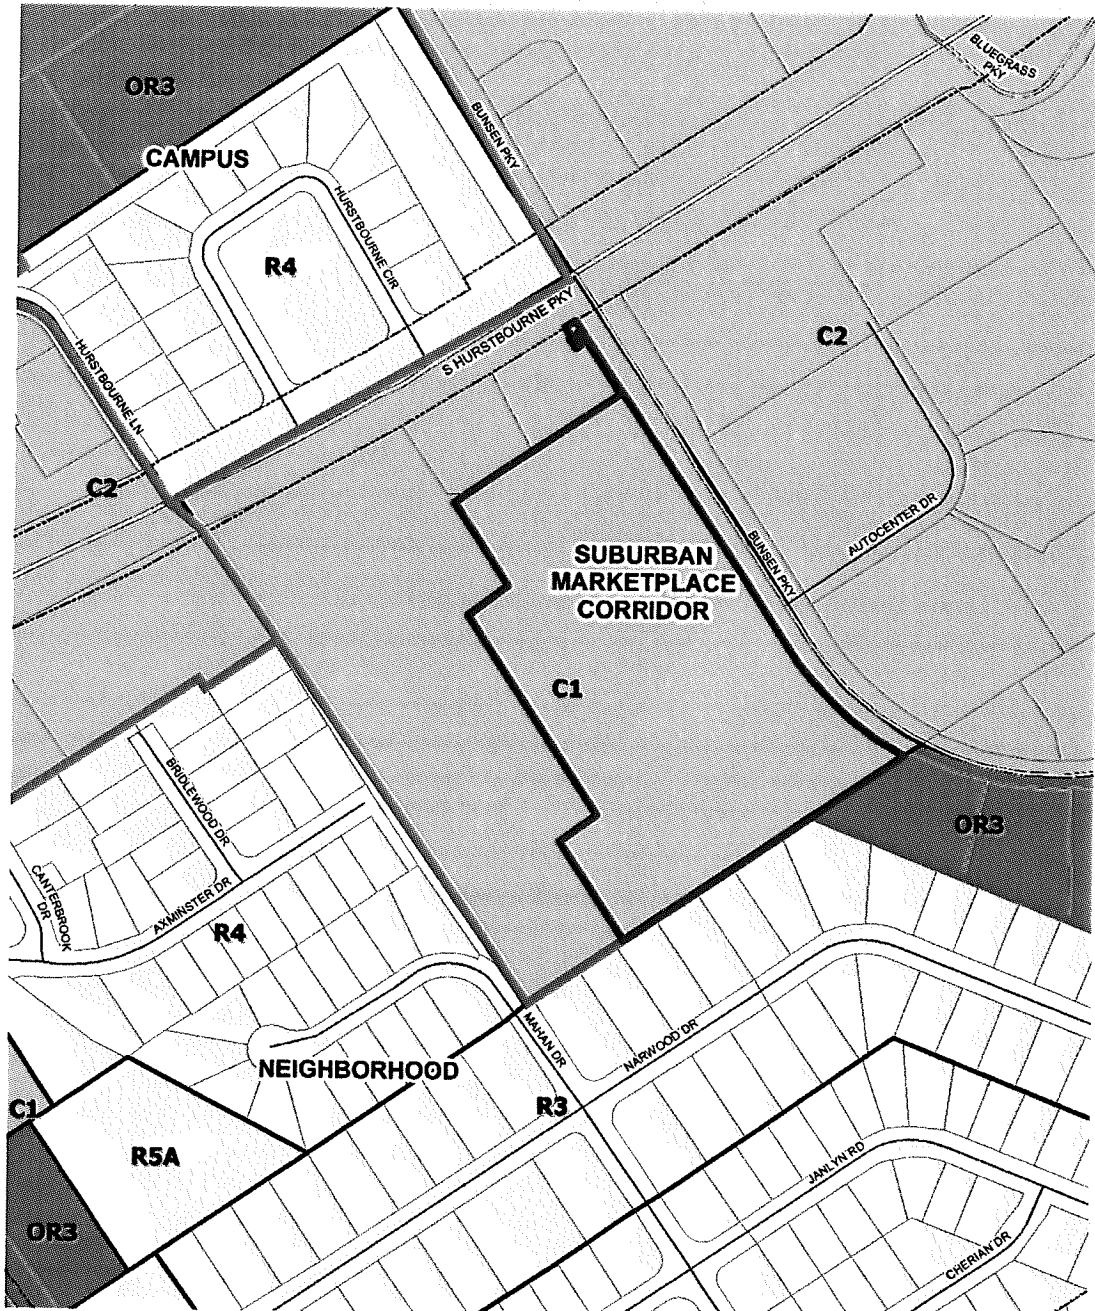 BLUEGRASS
PKY
OR3
BUNSEN PKY
CAMPUS
HURSTBOURNE CIR
R4
S HURSTBOURNE PKY
C2
HURSTBOURNE LN
C2
AUTOCENTER DR
SUBURBAN
MARKETPLACE
CORRIDOR
BUNSEN PKY
C1
BRIDLEWOOD DR
OR3
CANTERBROOK
DR
AXMINSTER DR
R4
MAHAN DR
NARWOOD DR
NEIGHBORHOOD
C1
R3
R5A
JANLYN RD
OR3
CHERIAN DR